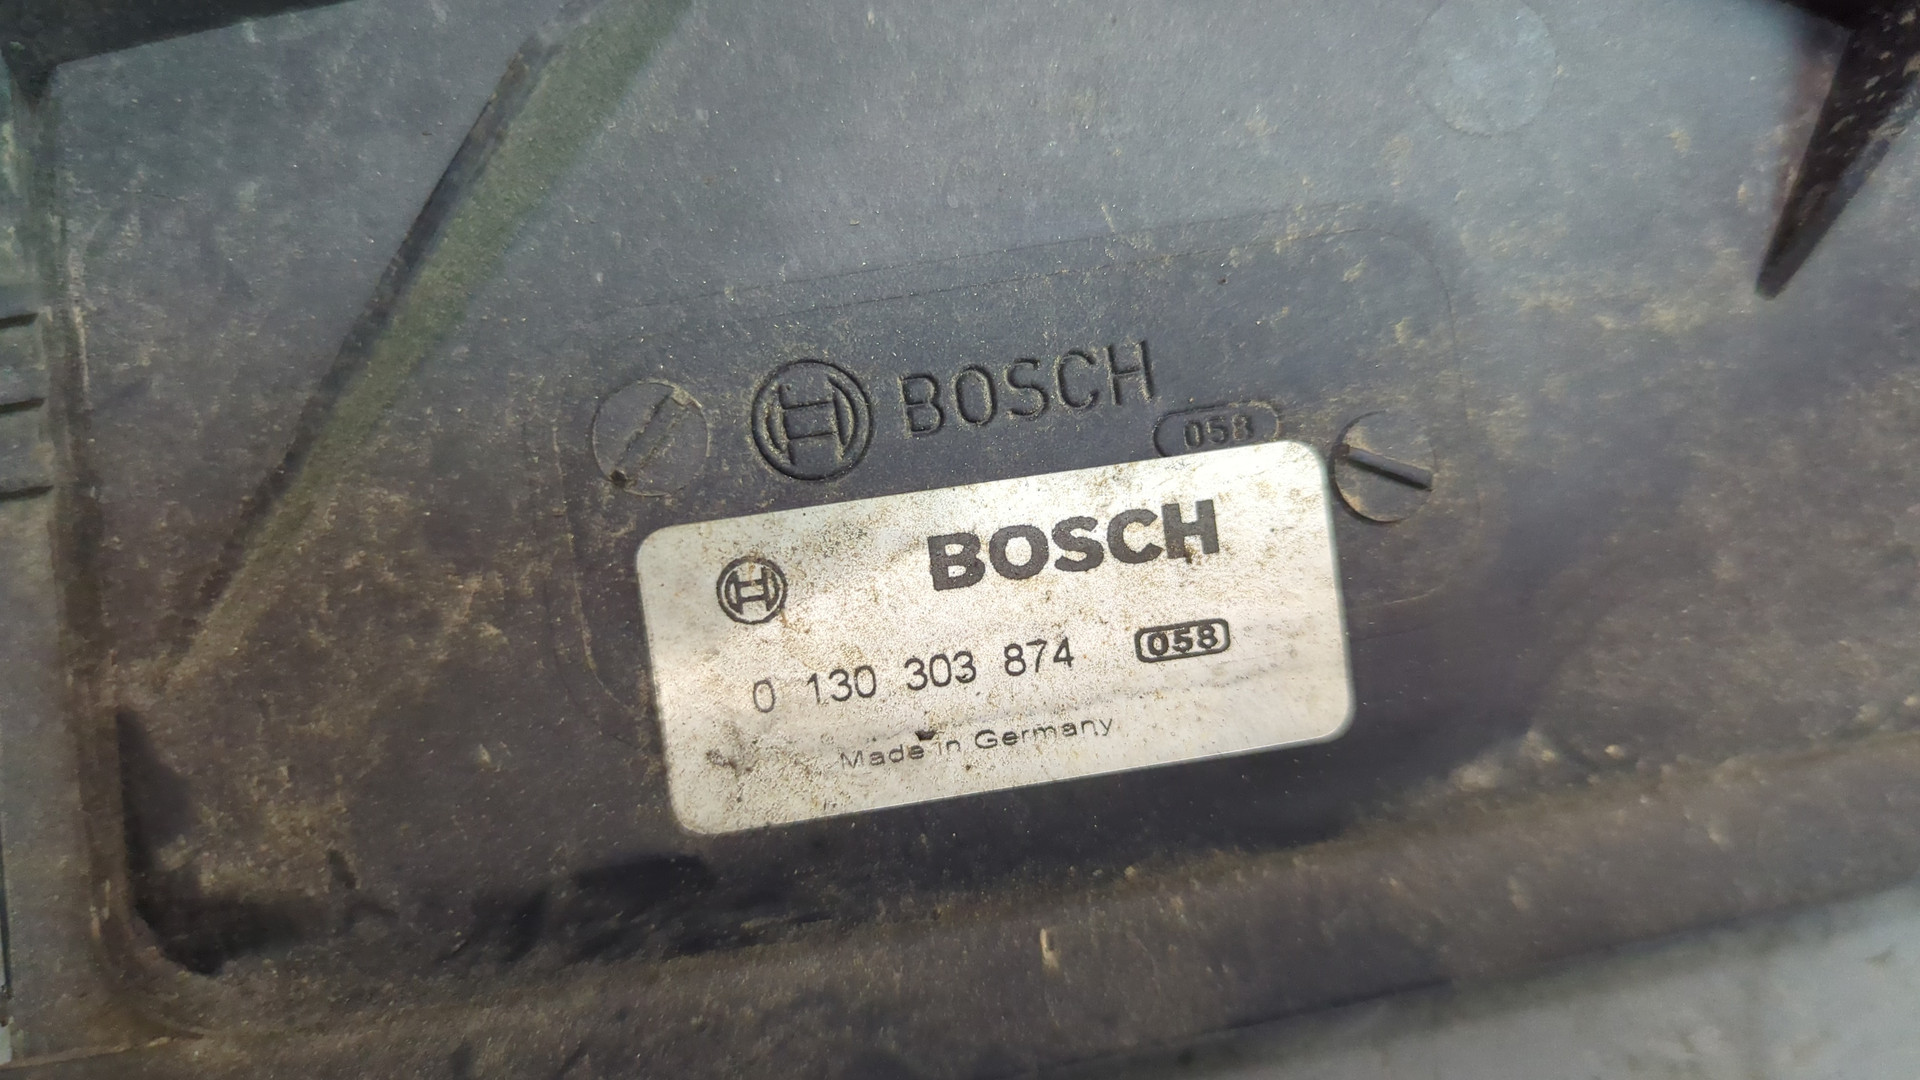 BOSCH
058
BOSCH
0 130 303 874 058
Made in Germany